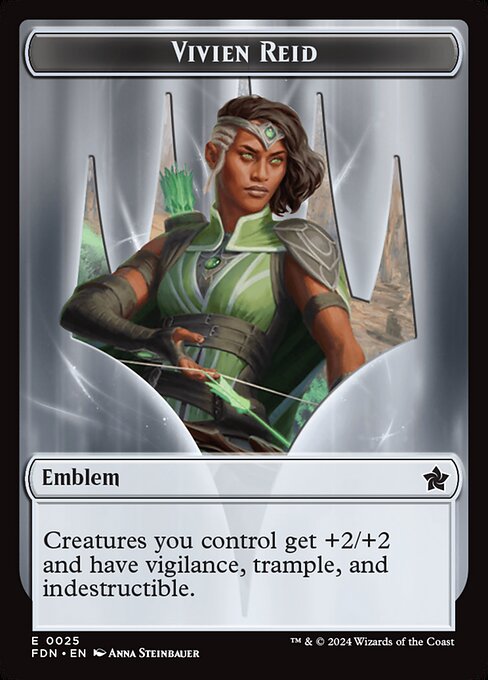 Vivien Reid
Emblem
Creatures you control get +2/+2
and have vigilance, trample, and
indestructible.
E 0025
FDN • EN Anna Steinbauer
™ & © 2024 Wizards of the Coast